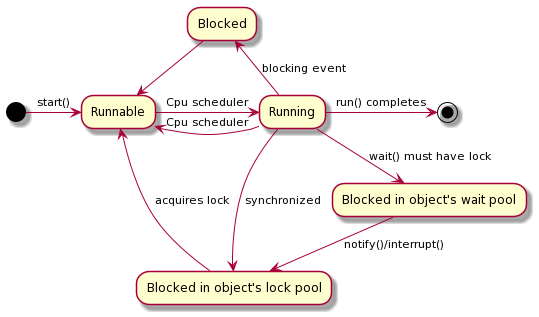 Blocked
blocking event
start()
Runnable
Cpu scheduler
Cpu scheduler
Running
run() completes
wait() must have lock
Blocked in object's wait pool
acquires lock
synchronized
notify()/interrupt()
Blocked in object's lock pool